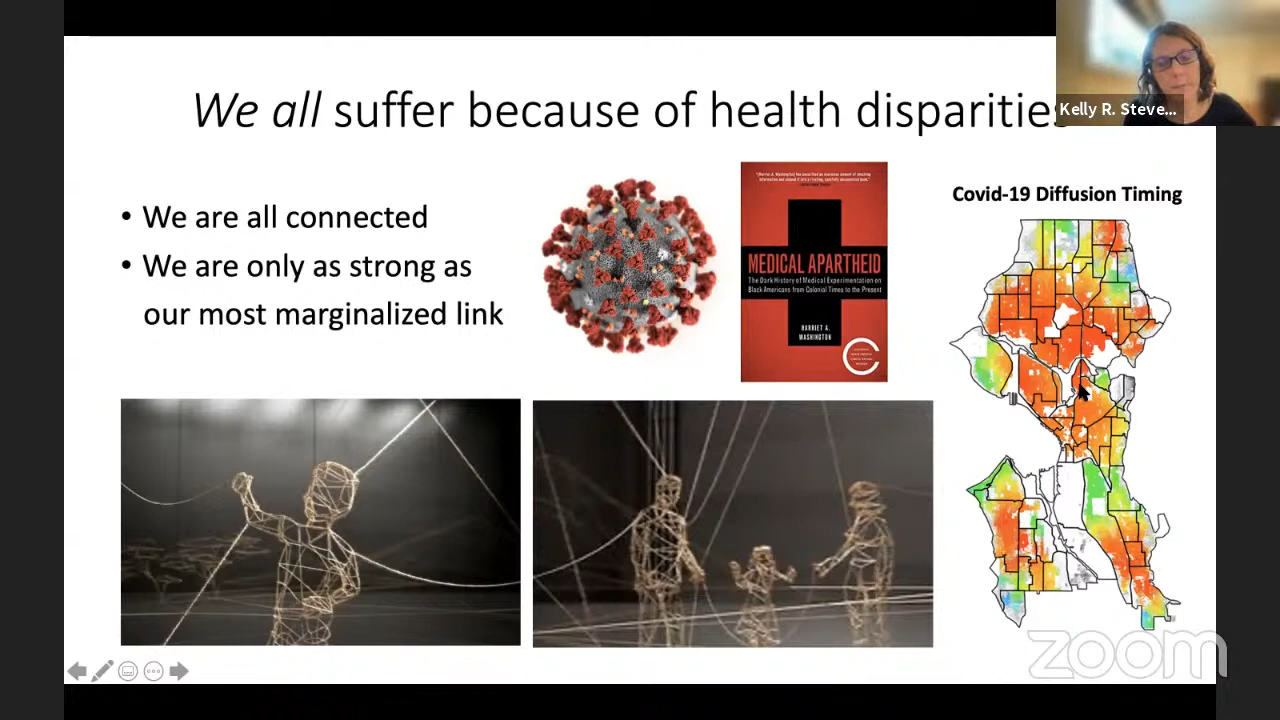 We all suffer because of health disparities
Kelly R. Steve...
• We are all connected
• We are only as strong as
our most marginalized link
MEDICAL APARTHEID
The Dark History of Medical Experimentation on
Black Americans from Colonial Times to the Present
HARRIET A.
WASHINGTON
Covid-19 Diffusion Timing
zoom